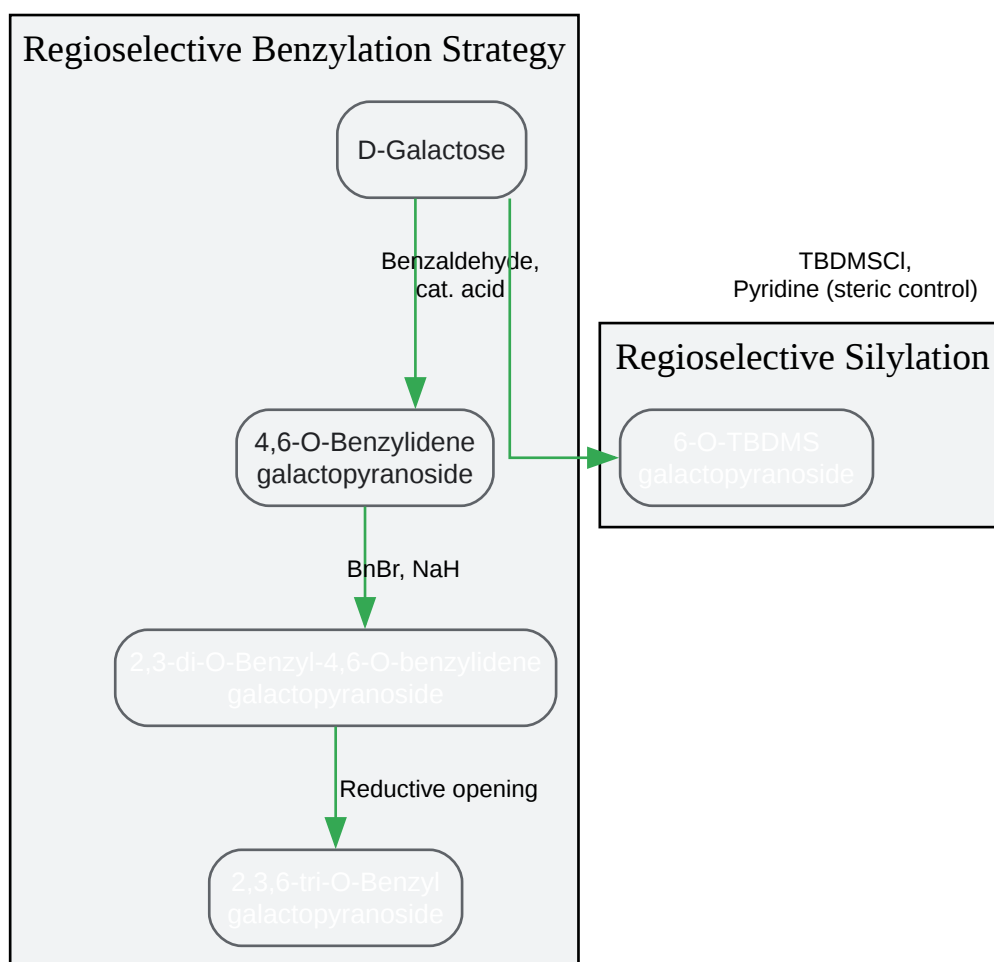 Regioselective Benzylation Strategy
D-Galactose
Benzaldehyde,
cat. acid
TBDMSCl,
Pyridine (steric control)
Regioselective Silylation
4,6-O-Benzylidene
galactopyranoside
6-O-TBDMS
galactopyranoside
BnBr, NaH
2,3-di-O-Benzyl-4,6-O-benzylidene
galactopyranoside
Reductive opening
2,3,6-tri-O-Benzyl
galactopyranoside